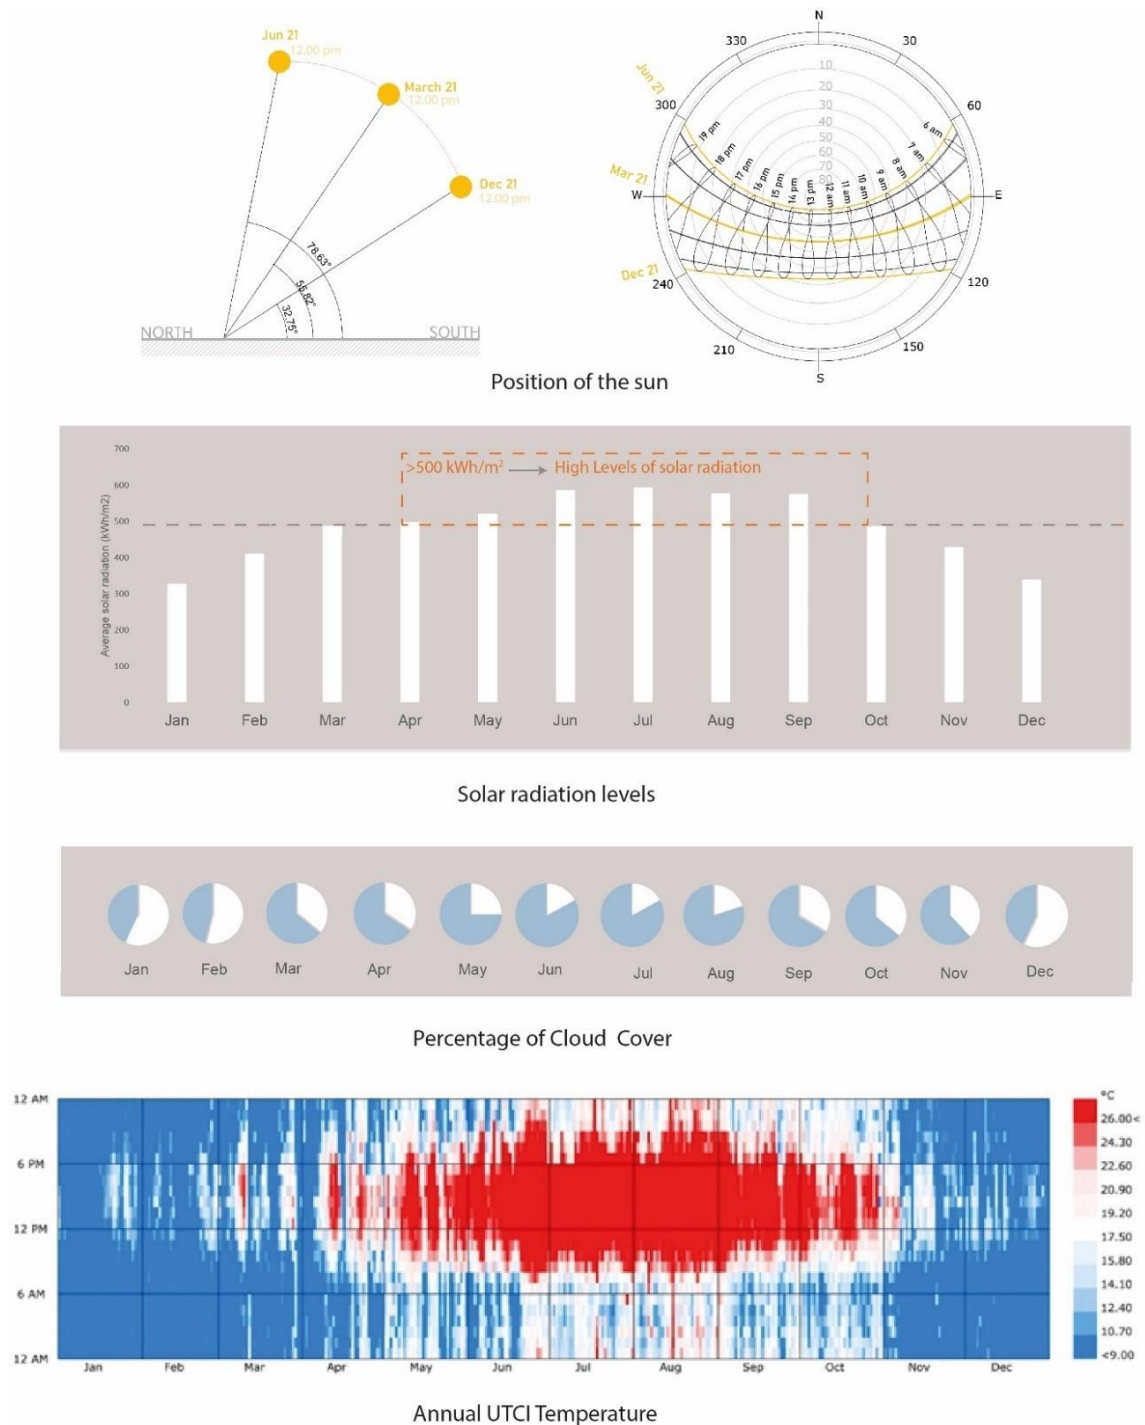 Jun 21
12.00 pm
March 21
12.00 pm
Dec 21
12.00 pm
78.63°
55.82°
32.75°
NORTH
SOUTH
N
330
30
Jun 21
300
60
10
20
30
40
50
60
70
80
19 pm
18 pm
17 pm
16 pm
15 pm
14 pm
13 pm
12 am
11 am
10 am
9 am
8 am
7 am
6 am
Mar 21
W
E
Dec 21
240
120
210
150
S
Position of the sun
700
600
500
400
300
200
100
0
Average solar radiation (kWh/m2)
>500 kWh/m² High Levels of solar radiation
Jan Feb Mar Apr May Jun Jul Aug Sep Oct Nov Dec
Solar radiation levels
Jan Feb Mar Apr May Jun Jul Aug Sep Oct Nov Dec
Percentage of Cloud Cover
12 AM
6 PM
12 PM
6 AM
12 AM
Jan Feb Mar Apr May Jun Jul Aug Sep Oct Nov Dec
°C
26.00<
24.30
22.60
20.90
19.20
17.50
15.80
14.10
12.40
10.70
<9.00
Annual UTCI Temperature